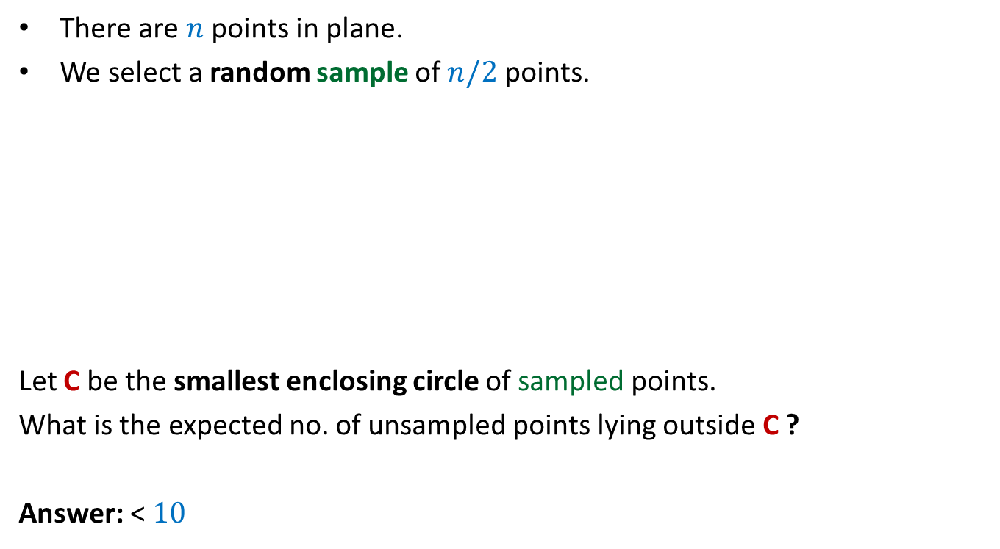 • There are n points in plane.
• We select a random sample of n/2 points.
Let C be the smallest enclosing circle of sampled points.
What is the expected no. of unsampled points lying outside C ?
Answer: < 10